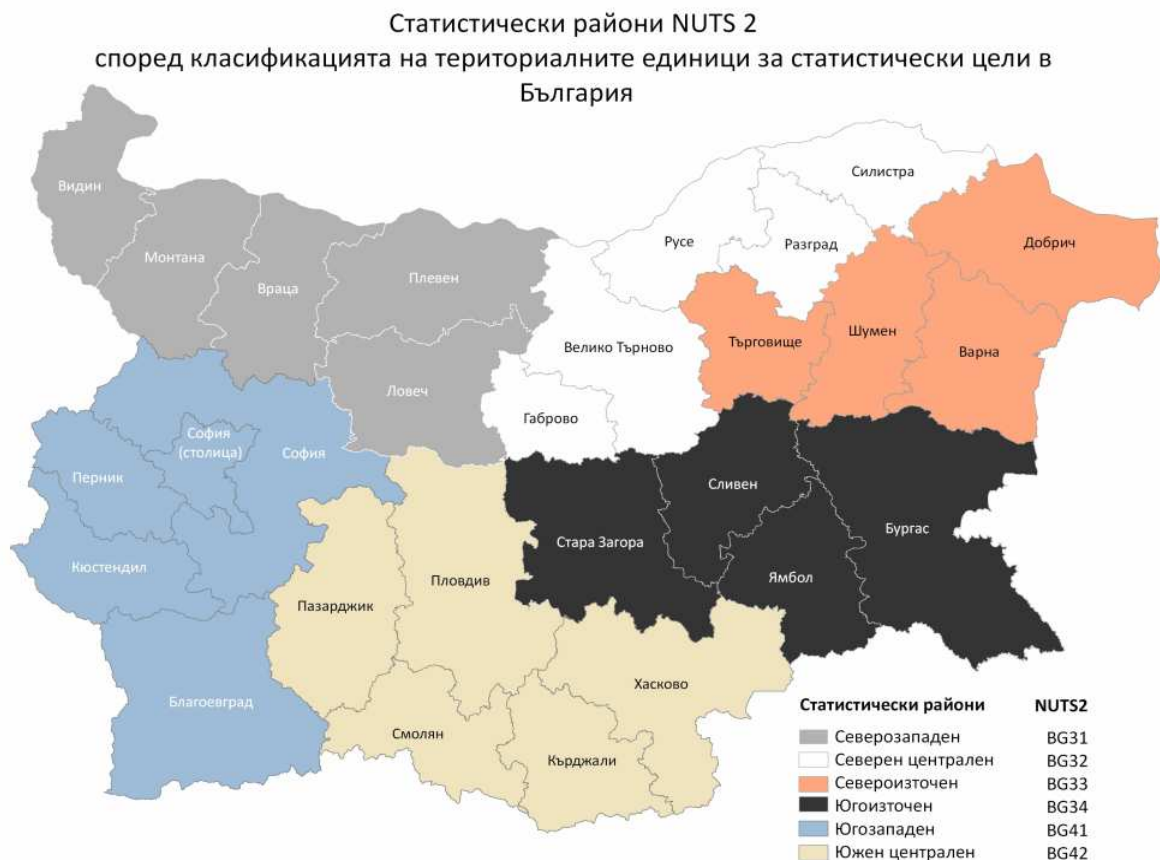 Статистически райони NUTS 2
според класификацията на териториалните единици за статистически цели в
България
Видин
Монтана
Враца
Плевен
Ловеч
Силистра
Русе
Разград
Велико Търново
Габрово
Добрич
Търговище
Шумен
Варна
София
(столица)
София
Перник
Кюстендил
Благоевград
Сливен
Стара Загора
Бургас
Ямбол
Пазарджик
Пловдив
Хасково
Смолян
Кърджали
Статистически райони NUTS2
Северозападен BG31
Северен централен BG32
Североизточен BG33
Югоизточен BG34
Югозападен BG41
Южен централен BG42